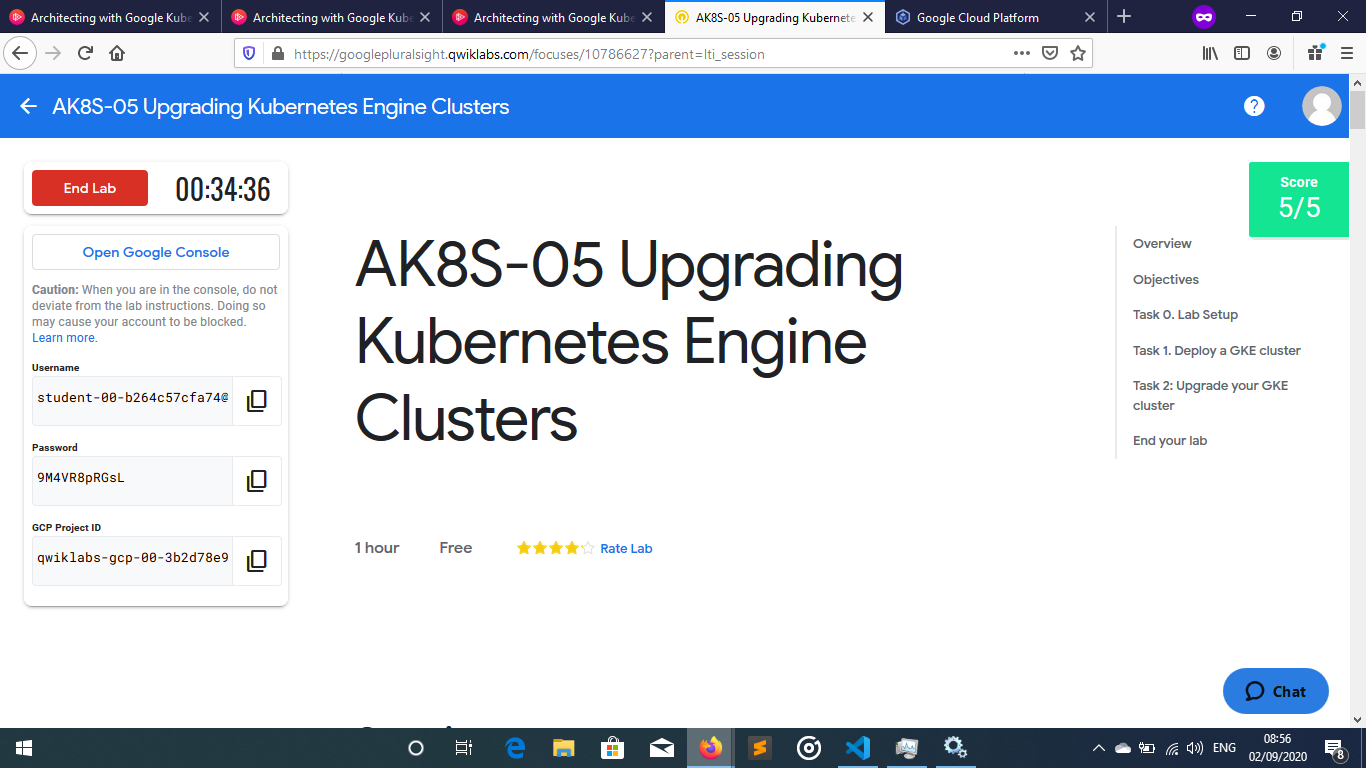 Architecting with Google Kube
Architecting with Google Kube
Architecting with Google Kube
AK8S-05 Upgrading Kubernete
Google Cloud Platform
https://googlepluralsight.qwiklabs.com/focuses/10786627?parent=lti_session
AK8S-05 Upgrading Kubernetes Engine Clusters
End Lab
00:34:36
Open Google Console
Caution: When you are in the console, do not
deviate from the lab instructions. Doing so
may cause your account to be blocked.
Learn more.
Username
student-00-b264c57cfa74@
Password
9M4VR8pRGsL
GCP Project ID
qwiklabs-gcp-00-3b2d78e9
AK8S-05 Upgrading
Kubernetes Engine
Clusters
1 hour
Free
Rate Lab
Score
5/5
Overview
Objectives
Task 0. Lab Setup
Task 1. Deploy a GKE cluster
Task 2: Upgrade your GKE
cluster
End your lab
Chat
ENG
08:56
02/09/2020
8